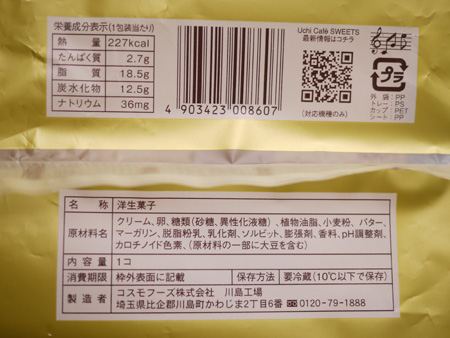 栄養成分表示(1包装当たり)
熱量 227kcal
たんぱく質 2.7g
脂質 18.5g
炭水化物 12.5g
ナトリウム 36mg
4 903423 008607
Uchi Café SWEETS
最新情報はコチラ
(対応機種のみ)
プラ
外袋:PP
トレー:PS
カップ:PET
シート:PP
名称 洋生菓子
原材料名 クリーム、卵、糖類(砂糖、異性化液糖)、植物油脂、小麦粉、バター、
マーガリン、脱脂粉乳、乳化剤、ソルビット、膨張剤、香料、pH調整剤、
カロチノイド色素、(原材料の一部に大豆を含む)
内容量 1コ
消費期限 枠外表面に記載 保存方法 要冷蔵(10℃以下で保存)
製造者 コスモフーズ株式会社 川島工場
埼玉県比企郡川島町かわじま2丁目6番 0120-79-1888